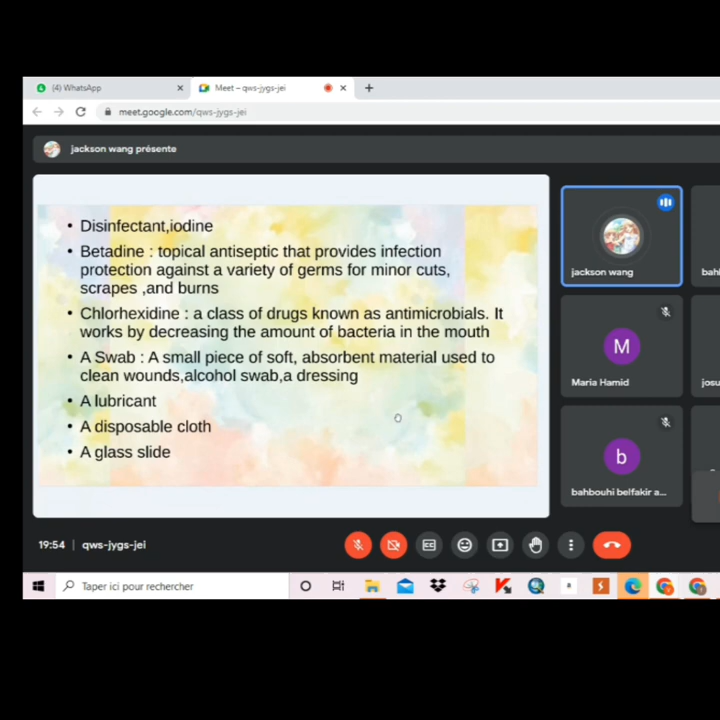 (4) WhatsApp
Meet – qws-jygs-jei
meet.google.com/qws-jygs-jei
jackson wang présente
• Disinfectant,iodine
• Betadine : topical antiseptic that provides infection
protection against a variety of germs for minor cuts,
scrapes ,and burns
• Chlorhexidine : a class of drugs known as antimicrobials. It
works by decreasing the amount of bacteria in the mouth
• A Swab : A small piece of soft, absorbent material used to
clean wounds,alcohol swab,a dressing
• A lubricant
• A disposable cloth
• A glass slide
jackson wang
bah
M
Maria Hamid
josu
b
bahbouhi belfakir a...
19:54 | qws-jygs-jei
Taper ici pour rechercher